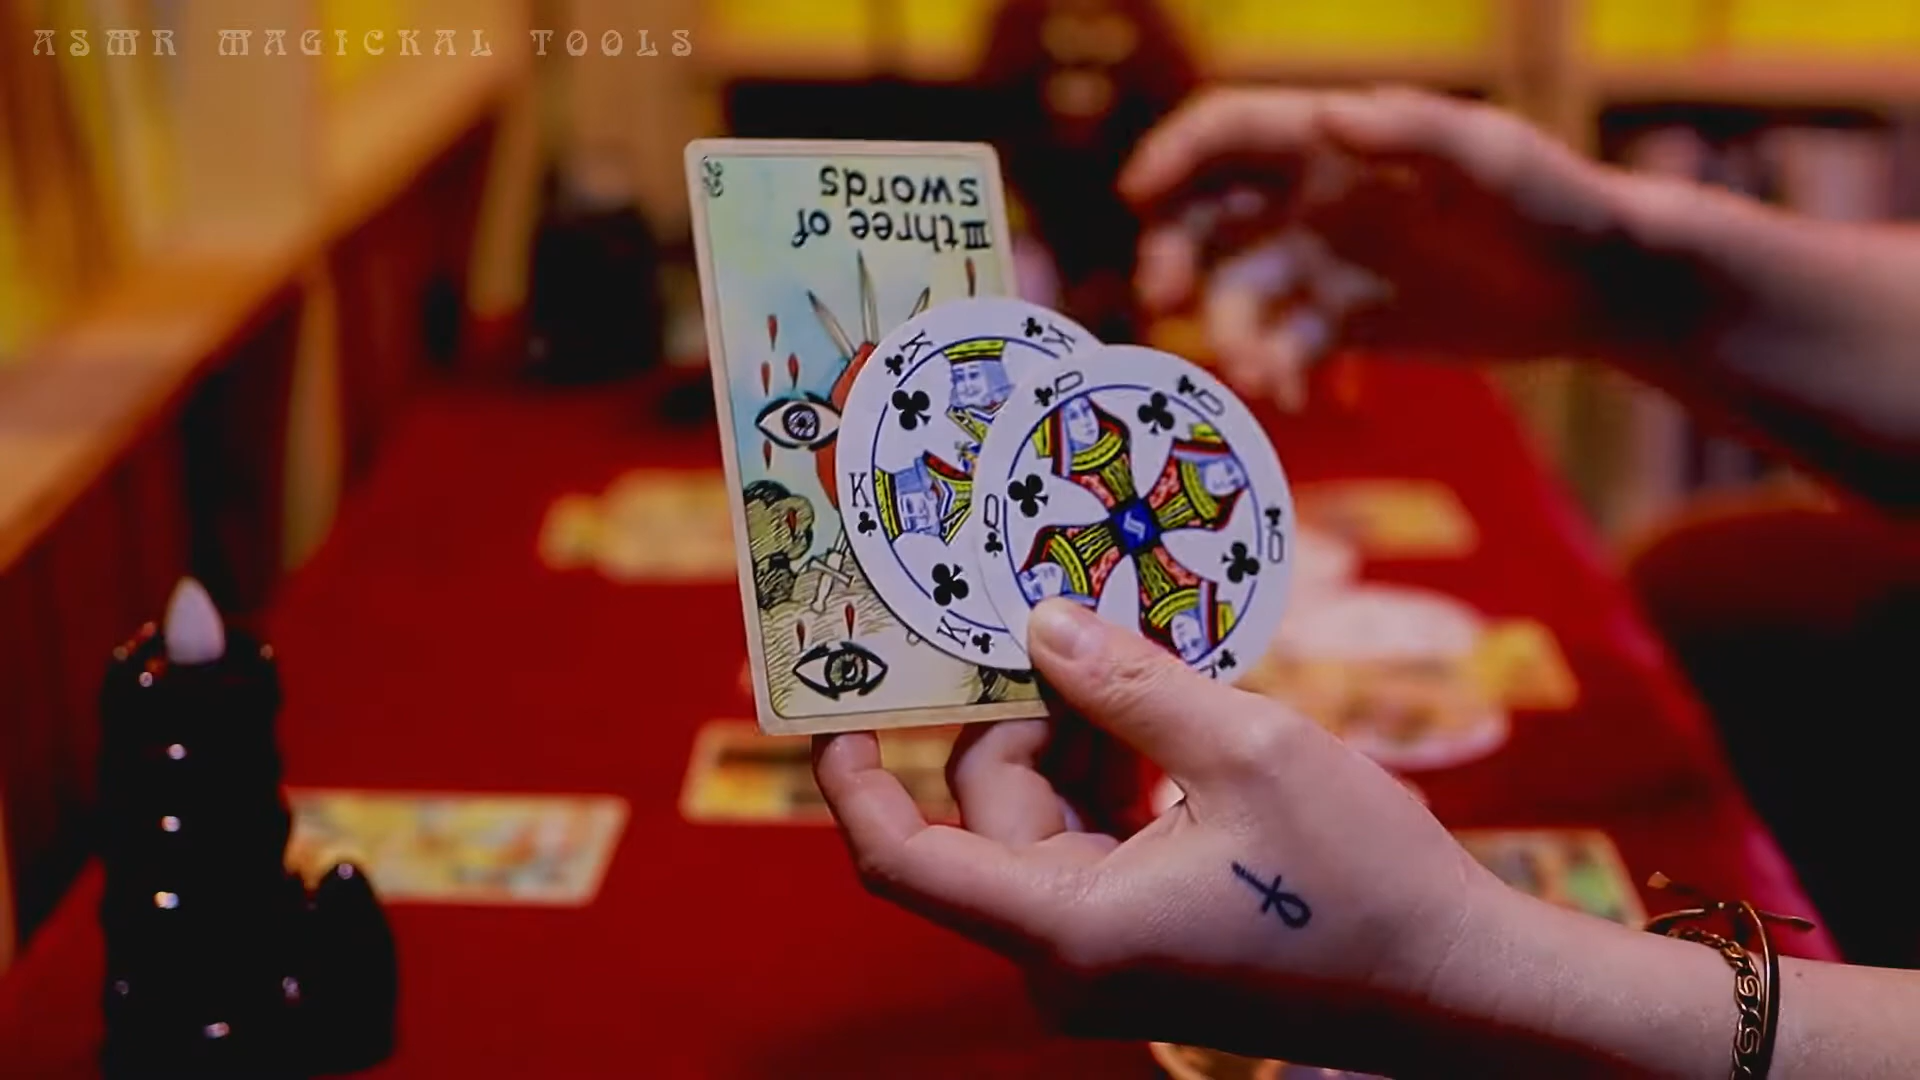 ASMR MAGICKAL TOOLS
III three of
swords
K
K
K
K
Q
Q
Q
Q